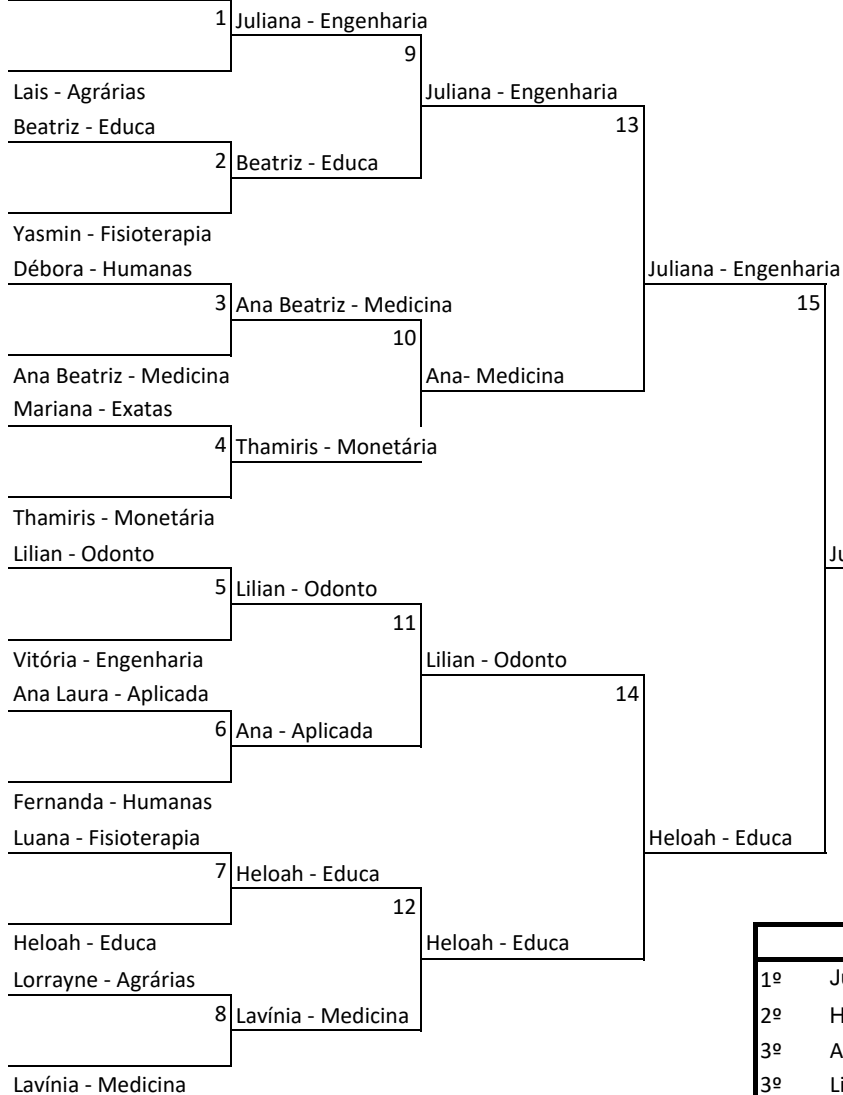 1 Juliana - Engenharia
9
Lais - Agrárias
Juliana - Engenharia
Beatriz - Educa
13
2 Beatriz - Educa
Yasmin - Fisioterapia
Débora - Humanas
Juliana - Engenharia
3 Ana Beatriz - Medicina
15
10
Ana Beatriz - Medicina
Ana- Medicina
Mariana - Exatas
4 Thamiris - Monetária
Thamiris - Monetária
Lilian - Odonto
5 Lilian - Odonto
11
Vitória - Engenharia
Lilian - Odonto
Ana Laura - Aplicada
14
6 Ana - Aplicada
Fernanda - Humanas
Luana - Fisioterapia
Heloah - Educa
7 Heloah - Educa
12
Heloah - Educa
Heloah - Educa
Lorrayne - Agrárias
1º
8 Lavínia - Medicina
2º H
3º A
Lavínia - Medicina
3º Li